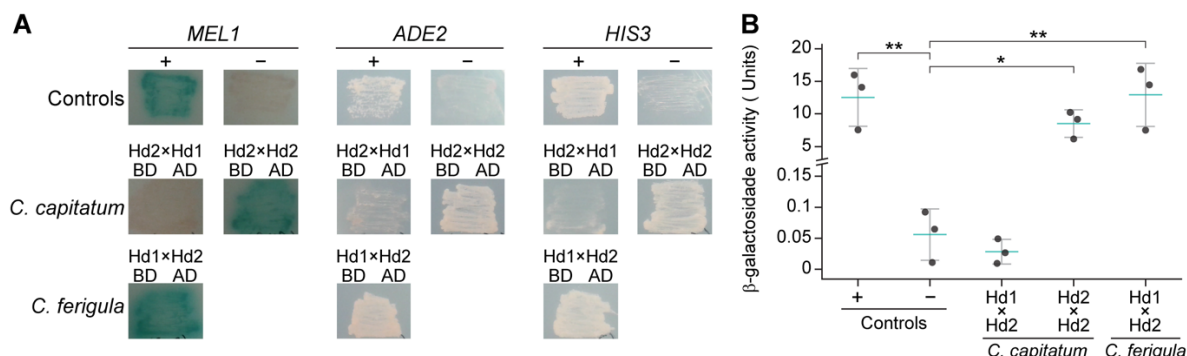 A
MEL1 ADE2 HIS3
+ − + − + −
Controls
Hd2×Hd1 Hd2×Hd2 Hd2×Hd1 Hd2×Hd2 Hd2×Hd1 Hd2×Hd2
BD AD BD AD BD AD BD AD BD AD BD AD
C. capitatum
Hd1×Hd2 Hd1×Hd2 Hd1×Hd2
BD AD BD AD BD AD
C. ferigula
B
β-galactosidade activity ( Units)
** ** *
20
15
10
5
0.15
0.1
0.05
0
+ − Hd1 Hd2 Hd1
× × ×
Controls Hd2 Hd2 Hd2
C. capitatum C. ferigula